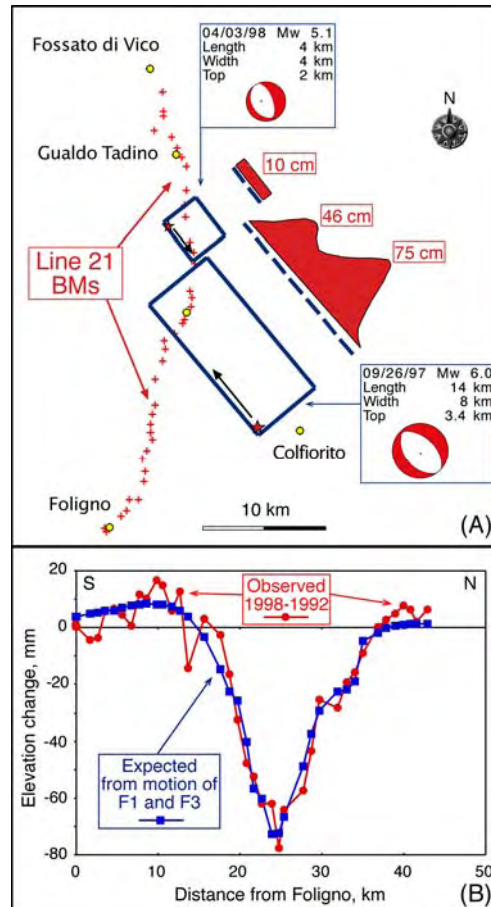 04/03/98 Mw 5.1
Length 4 km
Width 4 km
Top 2 km
Fossato di Vico
N
Gualdo Tadino
10 cm
46 cm
75 cm
Line 21
BMs
09/26/97 Mw 6.0
Length 14 km
Width 8 km
Top 3.4 km
Colfiorito
Foligno
10 km
(A)
20
S
N
Observed
1998-1992
0
-20
-40
-60
-80
Elevation change, mm
Expected
from motion of
F1 and F3
0 10 20 30 40 50
Distance from Foligno, km
(B)